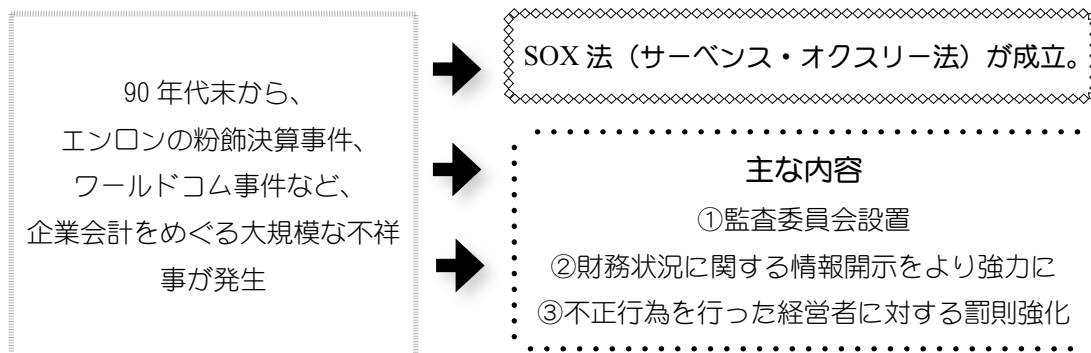 90 年代末から、
エンロンの粉飾決算事件、
ワールドコム事件など、
企業会計をめぐる大規模な不祥
事が発生
SOX 法（サーベンス・オクスリー法）が成立。
主な内容
①監査委員会設置
②財務状況に関する情報開示をより強力に
③不正行為を行った経営者に対する罰則強化